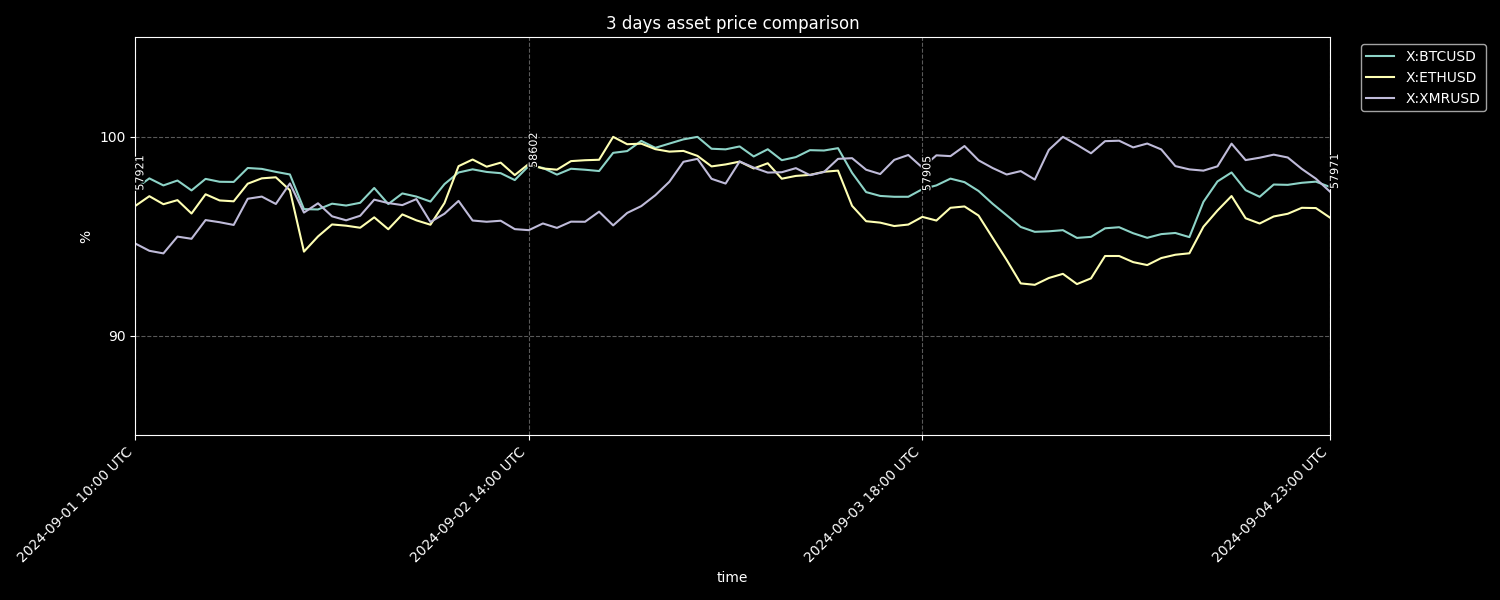 3 days asset price comparison
X:BTCUSD
X:ETHUSD
X:XMRUSD
100
90
%
57921
58602
57905
57971
2024-09-01 10:00 UTC
2024-09-02 14:00 UTC
2024-09-03 18:00 UTC
2024-09-04 23:00 UTC
time